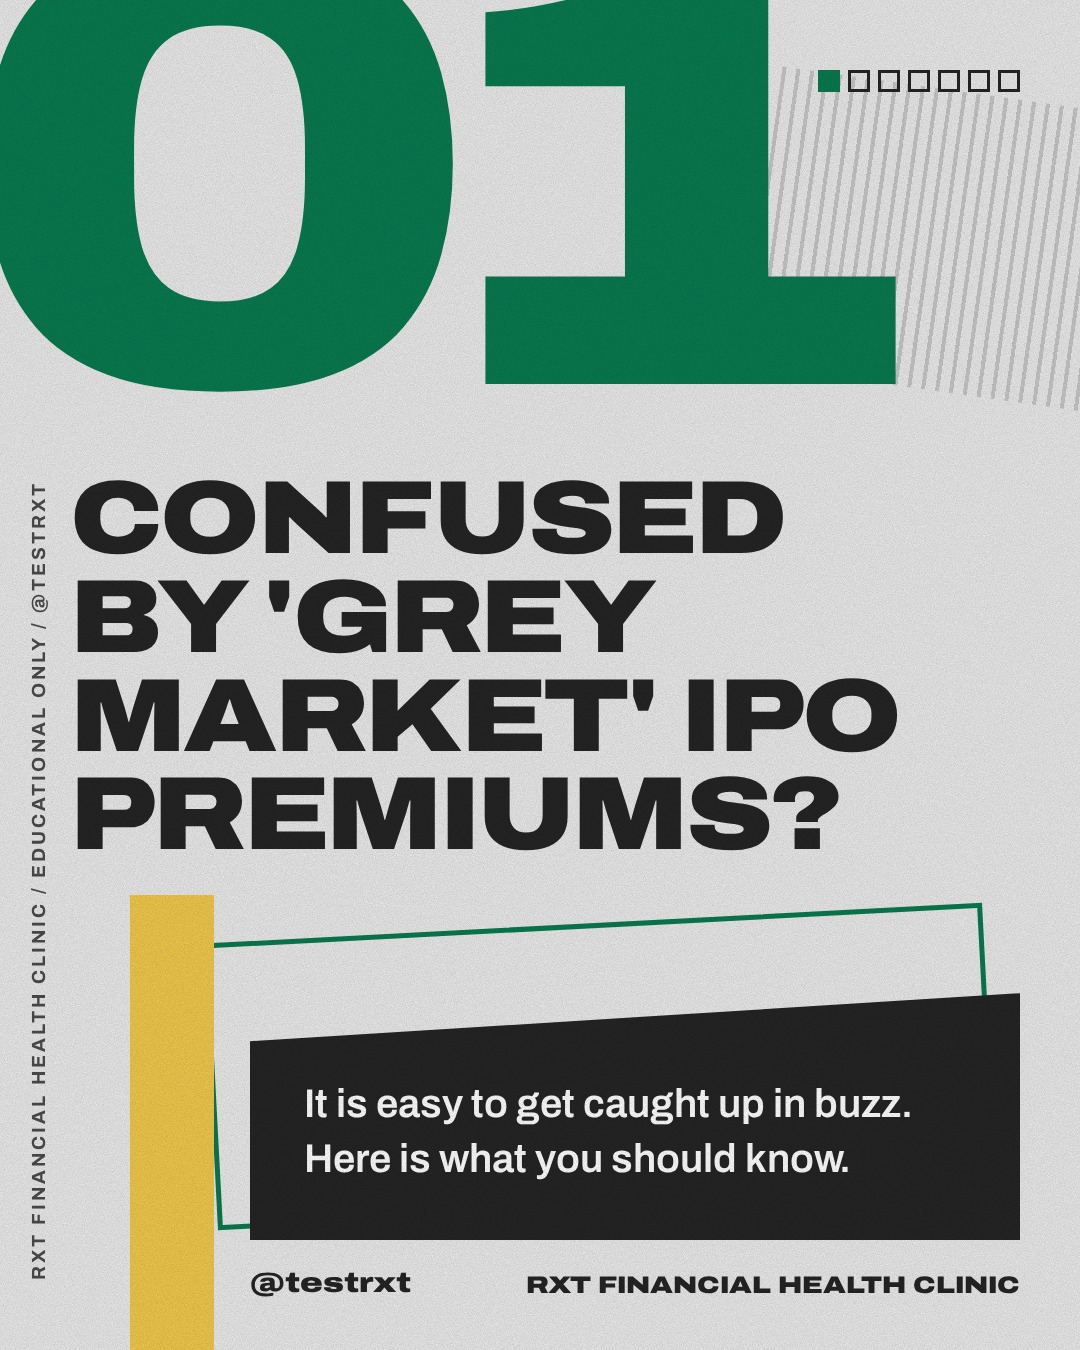 01
CONFUSED
BY 'GREY
MARKET' IPO
PREMIUMS?
RXT FINANCIAL HEALTH CLINIC / EDUCATIONAL ONLY / @TESTRXT
It is easy to get caught up in buzz.
Here is what you should know.
@testrxt
RXT FINANCIAL HEALTH CLINIC